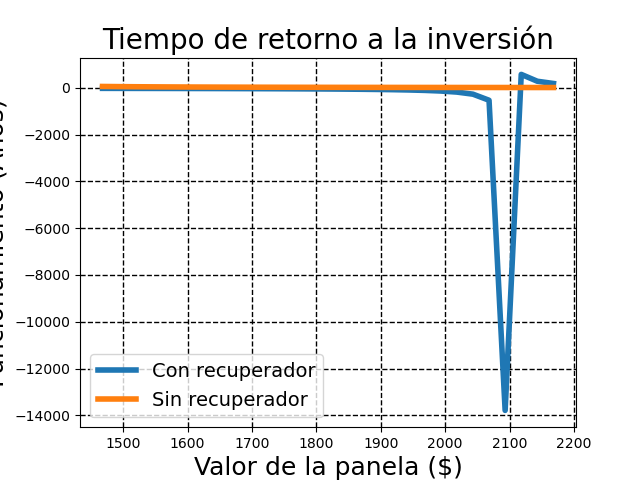 Tiempo de retorno a la inversión
0
−2000
−4000
−6000
−8000
−10000
−12000
−14000
Con recuperador
Sin recuperador
1500 1600 1700 1800 1900 2000 2100 2200
Valor de la panela ($)